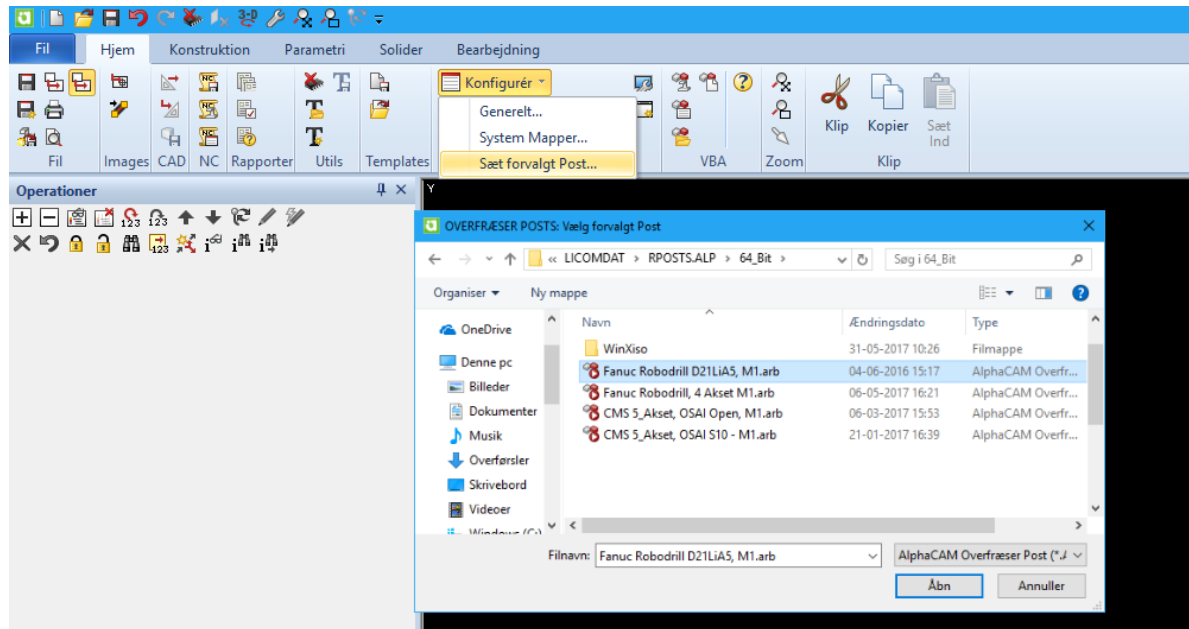 Fil Hjem Konstruktion Parametri Solider Bearbejdning
Konfigurér
Generelt...
System Mapper...
Sæt forvalgt Post...
Klip Kopier Sæt Ind
Fil Images CAD NC Rapporter Utils Templates VBA Zoom Klip
Operationer
Y
OVERFRÆSER POSTS: Vælg forvalgt Post
« LICOMDAT > RPOSTS.ALP > 64_Bit > Søg i 64_Bit
Organiser Ny mappe
Navn Ændringsdato Type
OneDrive
Denne pc
Billeder
Dokumenter
Musik
Overførsler
Skrivebord
Videoer
Windows (C:)
WinXiso 31-05-2017 10:26 Filmappe
Fanuc Robodrill D21LiA5, M1.arb 04-06-2016 15:17 AlphaCAM Overfr...
Fanuc Robodrill, 4 Akset M1.arb 06-05-2017 16:21 AlphaCAM Overfr...
CMS 5_Akset, OSAI Open, M1.arb 06-03-2017 15:53 AlphaCAM Overfr...
CMS 5_Akset, OSAI S10 - M1.arb 21-01-2017 16:39 AlphaCAM Overfr...
Filnavn: Fanuc Robodrill D21LiA5, M1.arb AlphaCAM Overfræser Post (*.A
Åbn Annuller